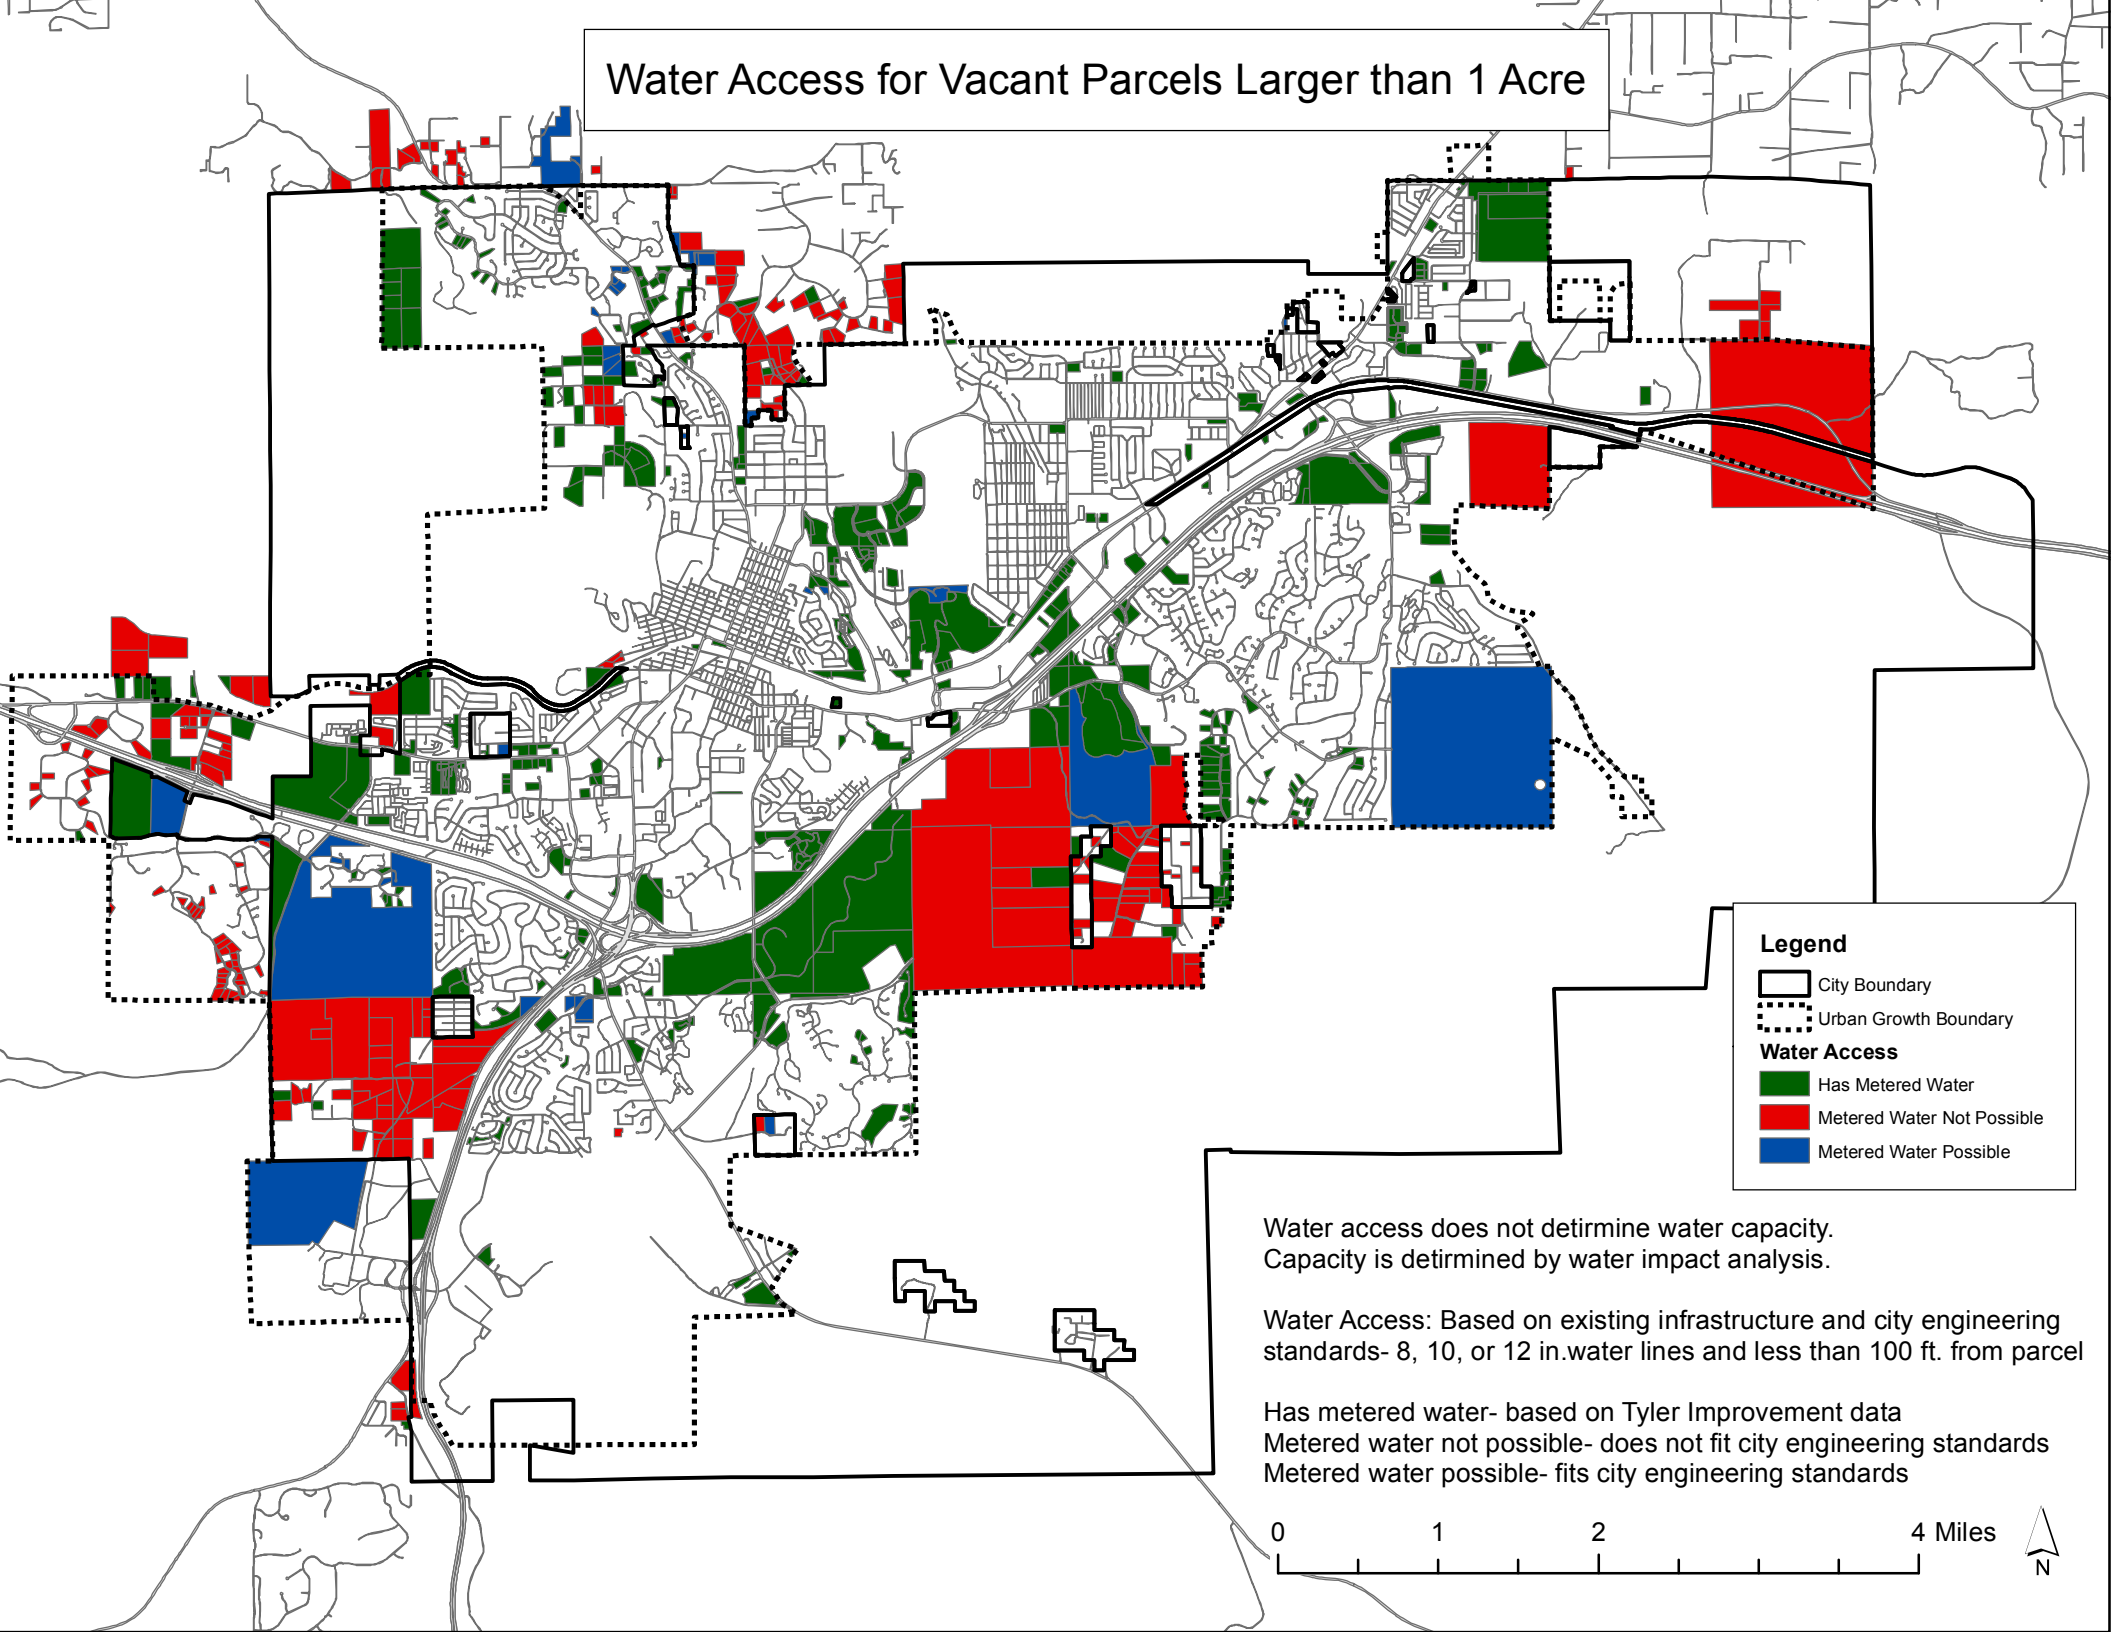 Water Access for Vacant Parcels Larger than 1 Acre
Legend
City Boundary
Urban Growth Boundary
Water Access
Has Metered Water
Metered Water Not Possible
Metered Water Possible
Water access does not detirmine water capacity.
Capacity is detirmined by water impact analysis.
Water Access: Based on existing infrastructure and city engineering
standards- 8, 10, or 12 in.water lines and less than 100 ft. from parcel
Has metered water- based on Tyler Improvement data
Metered water not possible- does not fit city engineering standards
Metered water possible- fits city engineering standards
0 1 2 4 Miles
N